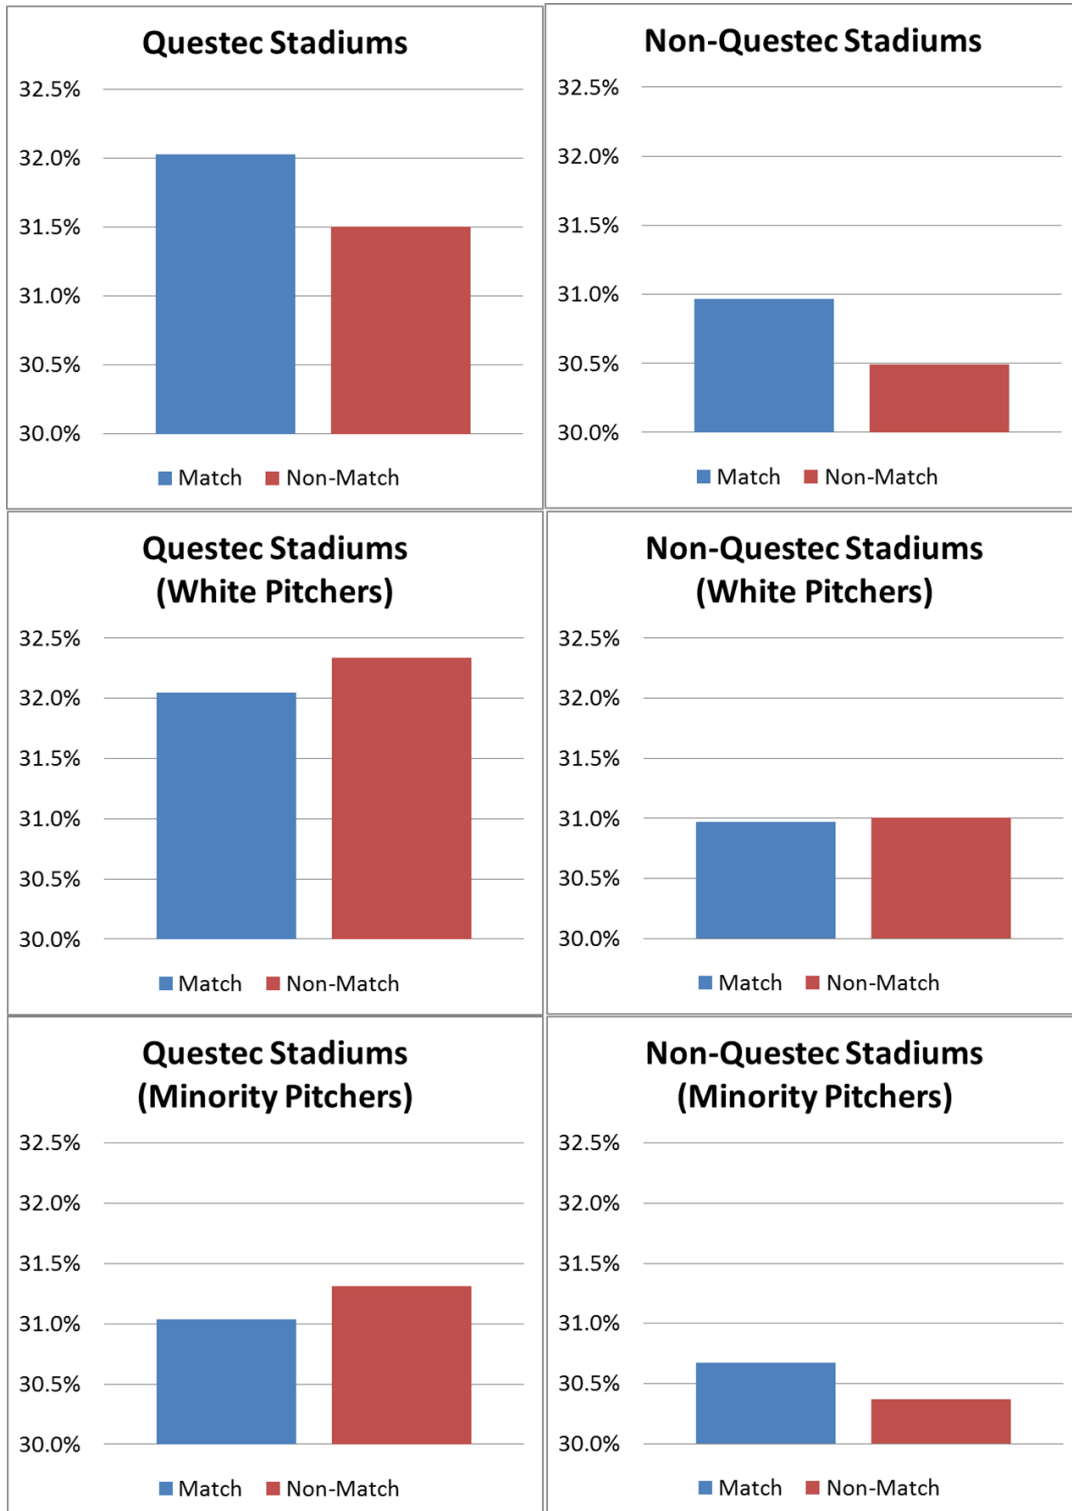 Questec Stadiums
32.5%
32.0%
31.5%
31.0%
30.5%
30.0%
Match Non-Match
Non-Questec Stadiums
32.5%
32.0%
31.5%
31.0%
30.5%
30.0%
Match Non-Match
Questec Stadiums
(White Pitchers)
32.5%
32.0%
31.5%
31.0%
30.5%
30.0%
Match Non-Match
Non-Questec Stadiums
(White Pitchers)
32.5%
32.0%
31.5%
31.0%
30.5%
30.0%
Match Non-Match
Questec Stadiums
(Minority Pitchers)
32.5%
32.0%
31.5%
31.0%
30.5%
30.0%
Match Non-Match
Non-Questec Stadiums
(Minority Pitchers)
32.5%
32.0%
31.5%
31.0%
30.5%
30.0%
Match Non-Match